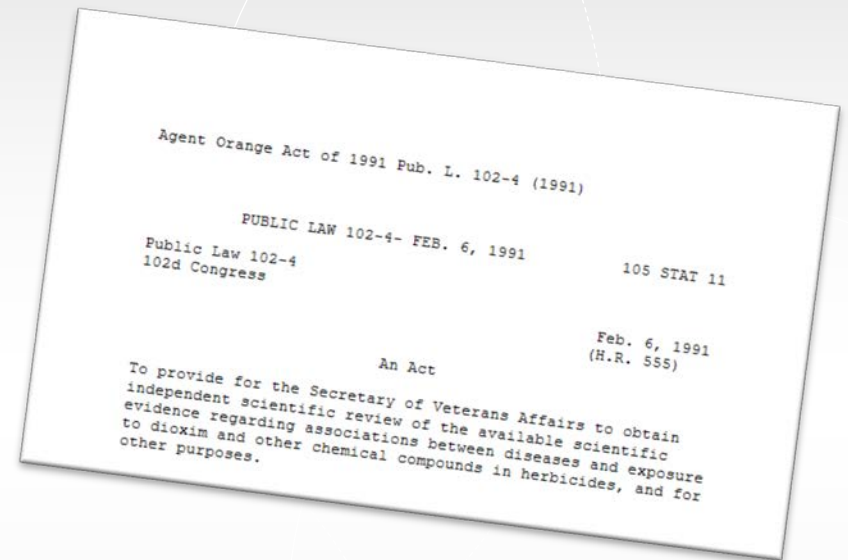 Agent Orange Act of 1991 Pub. L. 102-4 (1991)
PUBLIC LAW 102-4- FEB. 6, 1991
105 STAT 11
Public Law 102-4
102d Congress
Feb. 6, 1991
(H.R. 555)
An Act
To provide for the Secretary of Veterans Affairs to obtain
independent scientific review of the available scientific
evidence regarding associations between diseases and exposure
to dioxim and other chemical compounds in herbicides, and for
other purposes.